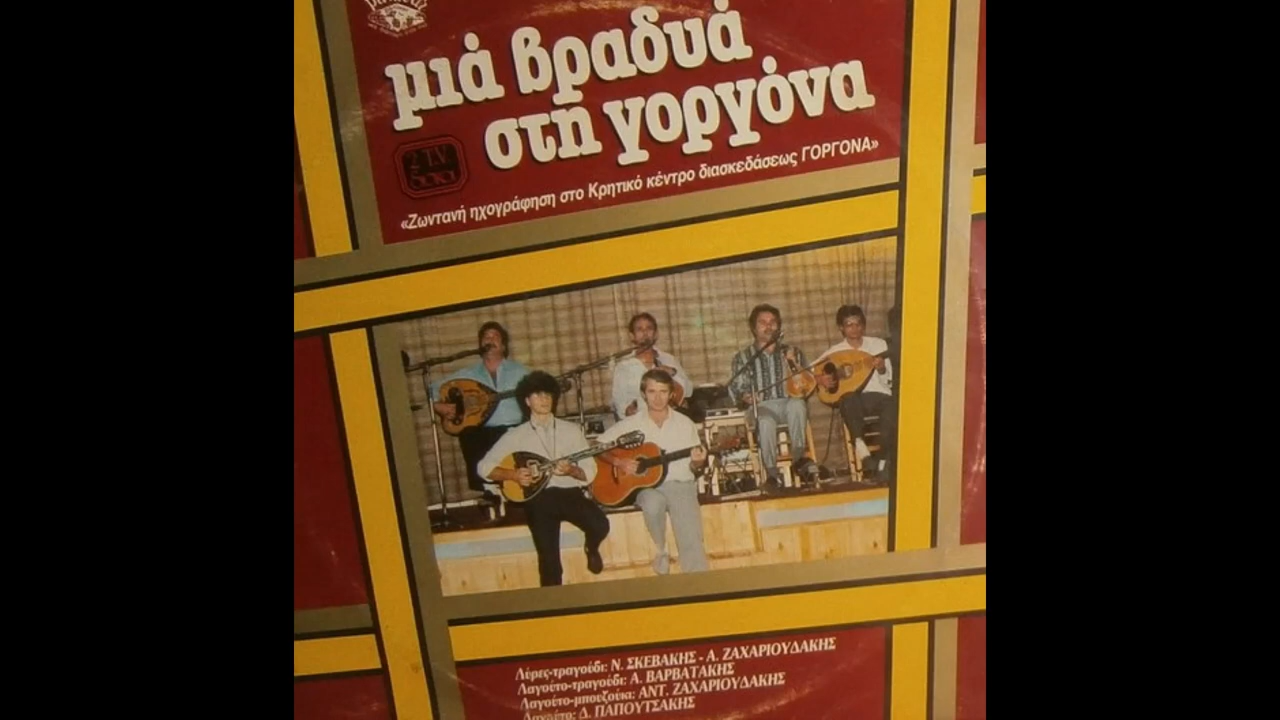 μιά βραδυά
στη γοργόνα
«Ζωντανή ηχογράφηση στο Κρητικό κέντρο διασκεδάσεως ΓΟΡΓΟΝΑ»
Λύρες-τραγούδι: Ν. ΣΚΕΒΑΚΗΣ - Α. ΖΑΧΑΡΙΟΥΔΑΚΗΣ
Λαγούτο-τραγούδι: Α. ΒΑΡΒΑΤΑΚΗΣ
Λαγούτο-μπουζούκι: ΑΝΤ. ΖΑΧΑΡΙΟΥΔΑΚΗΣ
Λαγούτο: Δ. ΠΑΠΟΥΤΣΑΚΗΣ